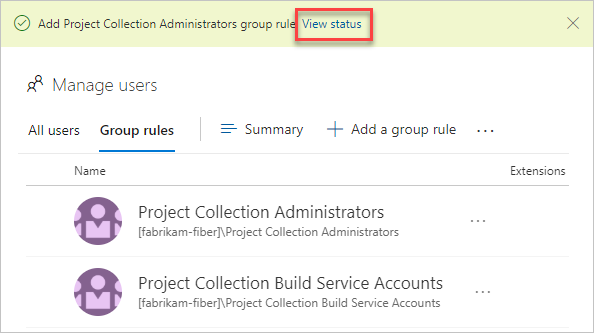 Add Project Collection Administrators group rule View status
Manage users
All users Group rules Summary Add a group rule
Name Extensions
Project Collection Administrators
[fabrikam-fiber]\Project Collection Administrators
Project Collection Build Service Accounts
[fabrikam-fiber]\Project Collection Build Service Accounts